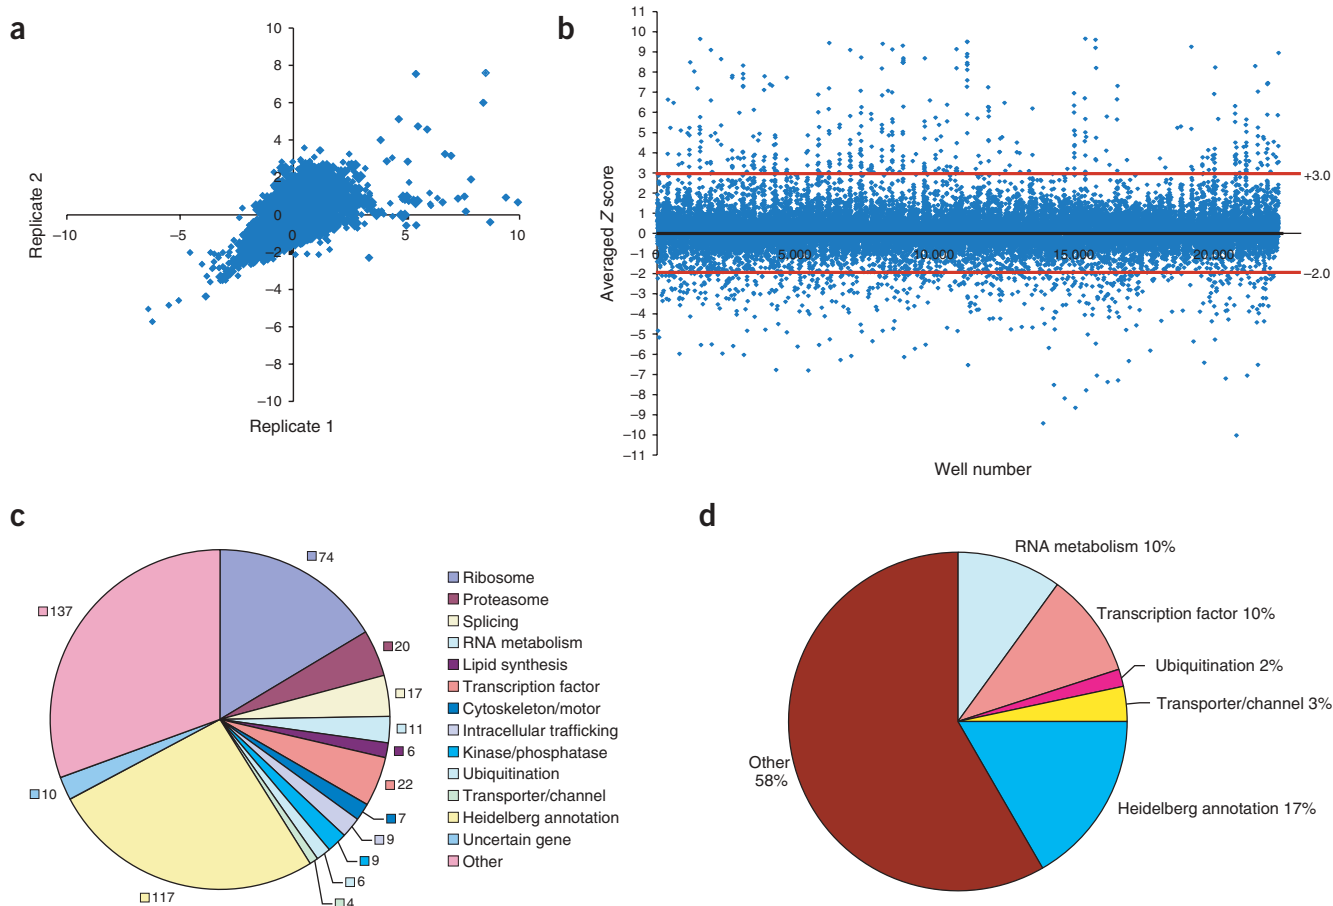 a
10
8
6
4
2
0
−2
−4
−6
−8
−10
−10
−5
0
5
10
Replicate 2
Replicate 1
b
11
10
9
8
7
6
5
4
3
2
1
0
−1
−2
−3
−4
−5
−6
−7
−8
−9
−10
−11
0
5,000
10,000
15,000
20,000
+3.0
−2.0
Averaged Z score
Well number
c
74
20
17
11
6
22
7
9
9
6
4
117
10
137
Ribosome
Proteasome
Splicing
RNA metabolism
Lipid synthesis
Transcription factor
Cytoskeleton/motor
Intracellular trafficking
Kinase/phosphatase
Ubiquitination
Transporter/channel
Heidelberg annotation
Uncertain gene
Other
d
RNA metabolism 10%
Transcription factor 10%
Ubiquitination 2%
Transporter/channel 3%
Heidelberg annotation 17%
Other
58%